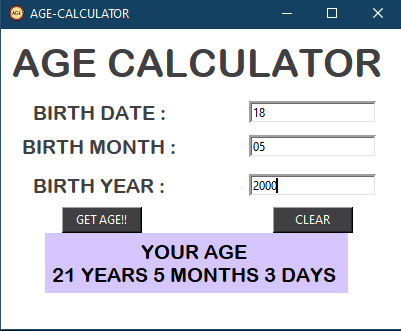 AGE-CALCULATOR
AGE CALCULATOR
BIRTH DATE : 18
BIRTH MONTH : 05
BIRTH YEAR : 2000
GET AGE!! CLEAR
YOUR AGE
21 YEARS 5 MONTHS 3 DAYS